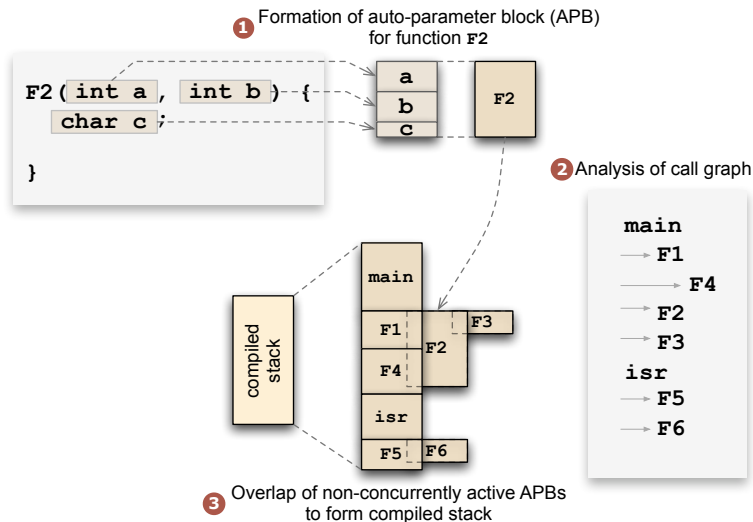 1 Formation of auto-parameter block (APB)
for function F2
F2( int a , int b ) {
char c ;
}
a
b
c
F2
2 Analysis of call graph
main
F1
F4
F2
F3
isr
F5
F6
compiled
stack
main
F1
F4
isr
F5
F2
F3
F6
3 Overlap of non-concurrently active APBs
to form compiled stack